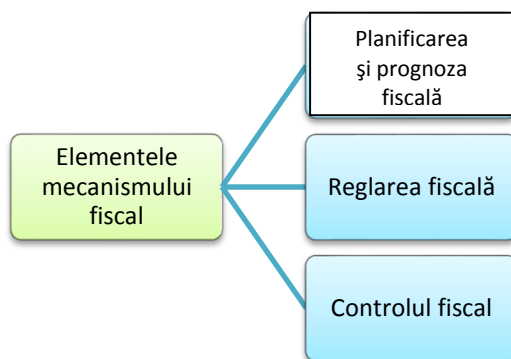 Planificarea
şi prognoza
fiscală
Elementele
mecanismului
fiscal
Reglarea fiscală
Controlul fiscal